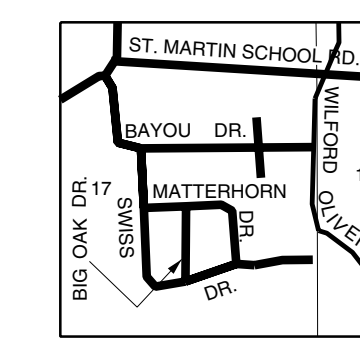 ST. MARTIN SCHOOL RD.
WILFORD
OLIVER
BAYOU DR.
17
MATTERHORN
DR.
SWISS
BIG OAK DR.
DR.